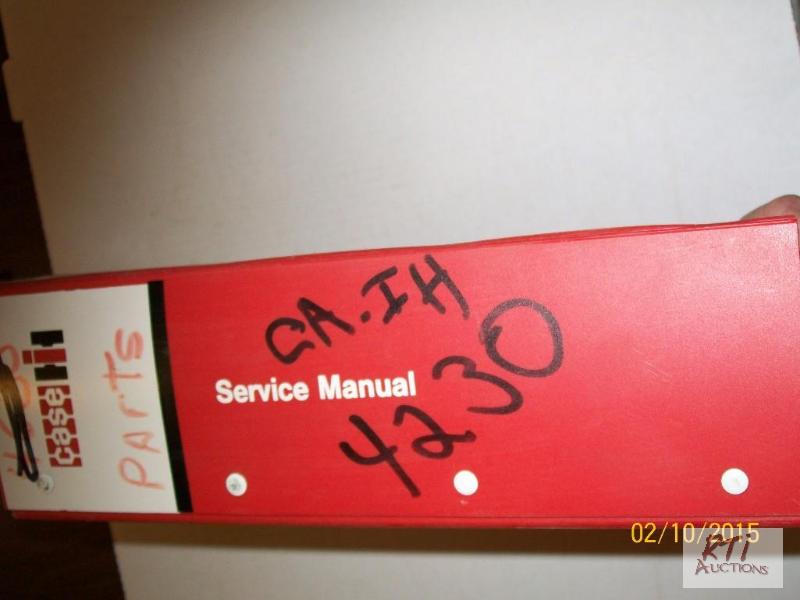 CA-IH
Service Manual
4230
case IH
PARTS
02/10/2015
RTI
AUCTIONS